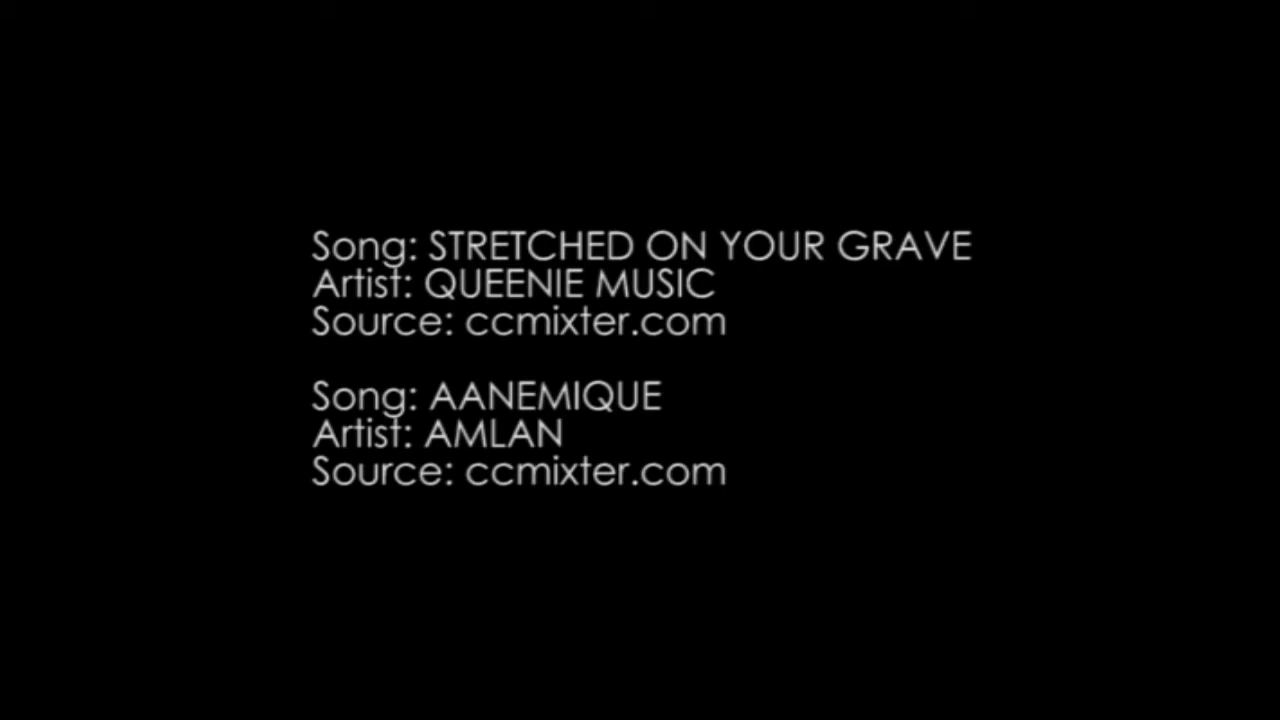 Song: STRETCHED ON YOUR GRAVE
Artist: QUEENIE MUSIC
Source: ccmixter.com
Song: AANEMIQUE
Artist: AMLAN
Source: ccmixter.com